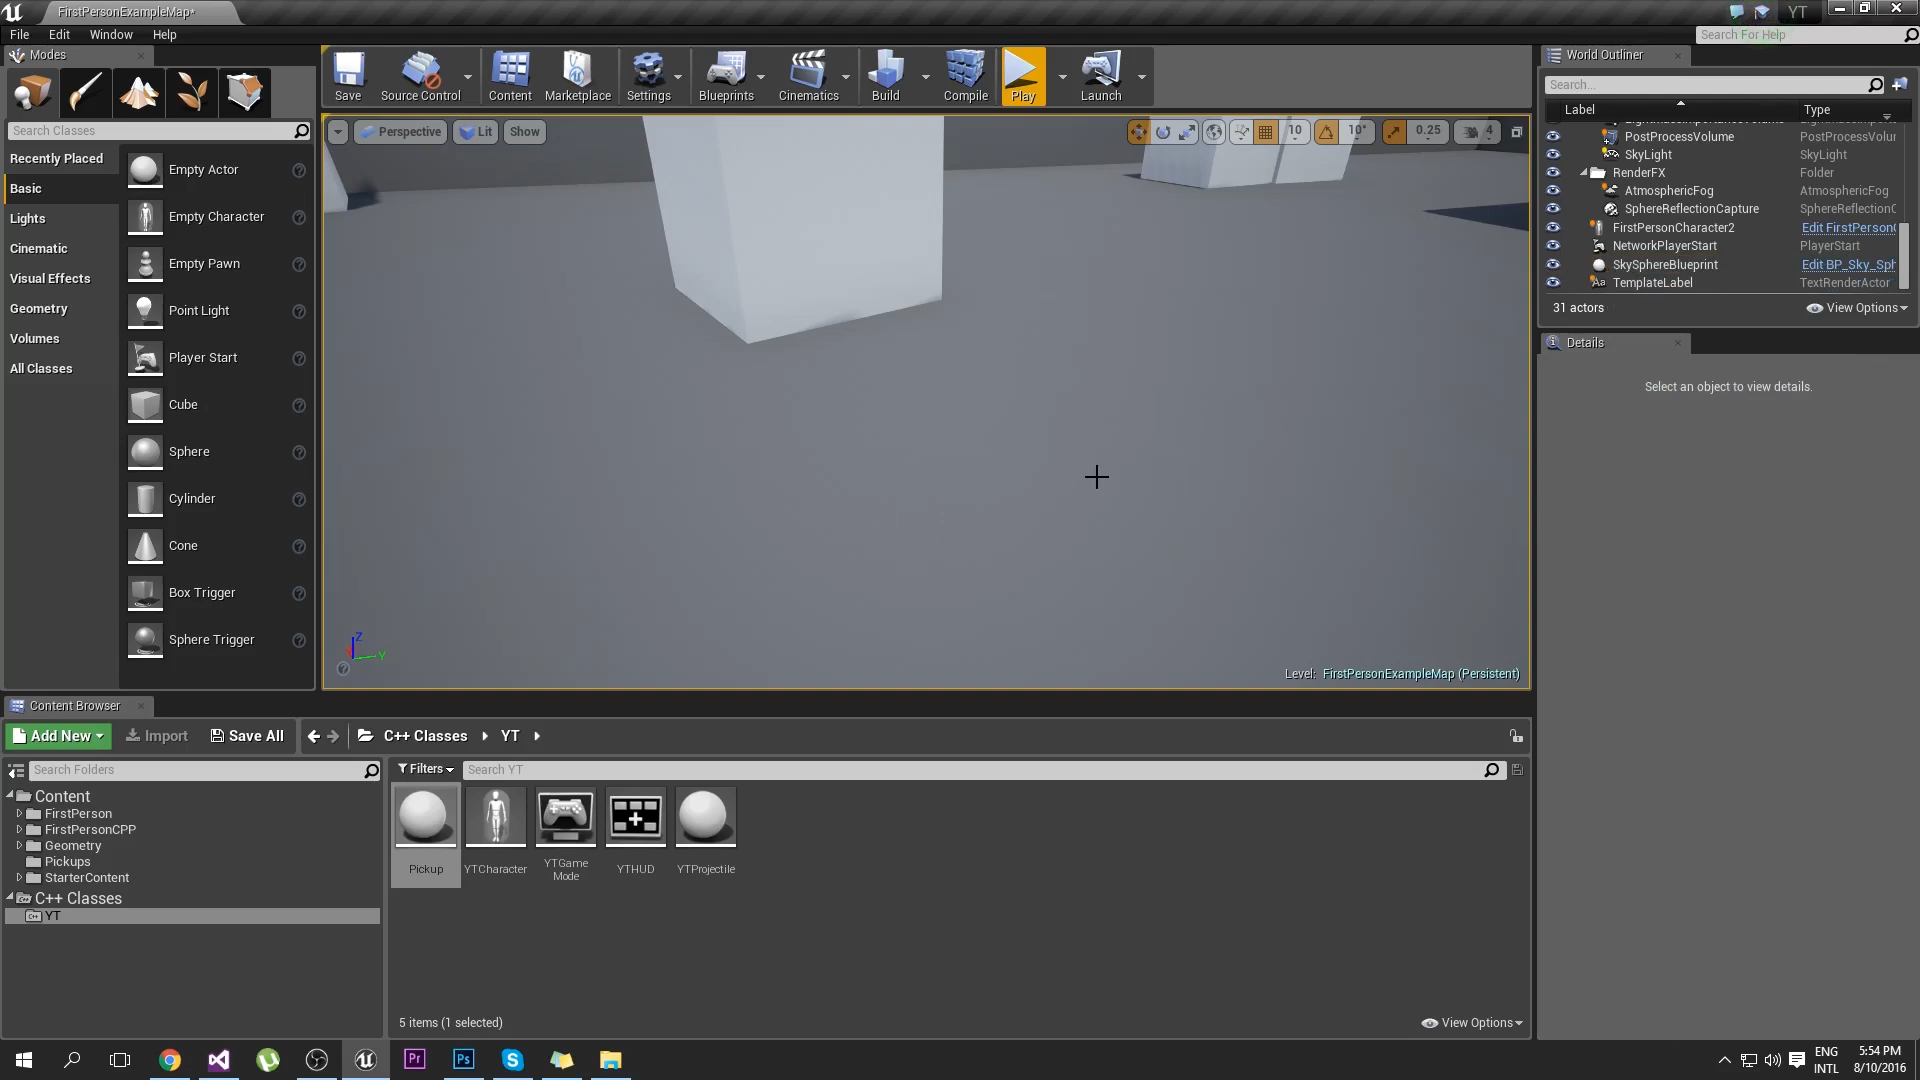 FirstPersonExampleMap*
YT
File Edit Window Help
Search For Help
Modes
Save
Source Control
Content
Marketplace
Settings
Blueprints
Cinematics
Build
Compile
Play
Launch
World Outliner
Search...
Label
Type
Search Classes
Perspective
Lit
Show
10
10°
0.25
4
Recently Placed
Basic
Lights
Cinematic
Visual Effects
Geometry
Volumes
All Classes
Empty Actor
Empty Character
Empty Pawn
Point Light
Player Start
Cube
Sphere
Cylinder
Cone
Box Trigger
Sphere Trigger
PostProcessVolume PostProcessVolur
SkyLight SkyLight
RenderFX Folder
AtmosphericFog AtmosphericFog
SphereReflectionCapture SphereReflectionC
FirstPersonCharacter2 Edit FirstPersonC
NetworkPlayerStart PlayerStart
SkySphereBlueprint Edit BP_Sky_Sph
TemplateLabel TextRenderActor
31 actors
View Options
Details
Select an object to view details.
Z
Y
Level: FirstPersonExampleMap (Persistent)
Content Browser
Add New
Import
Save All
C++ Classes
YT
Search Folders
Filters
Search YT
Content
FirstPerson
FirstPersonCPP
Geometry
Pickups
StarterContent
C++ Classes
YT
Pickup
YTCharacter
YTGame
Mode
YTHUD
YTProjectile
5 items (1 selected)
View Options
Pr
Ps
ENG
INTL
5:54 PM
8/10/2016